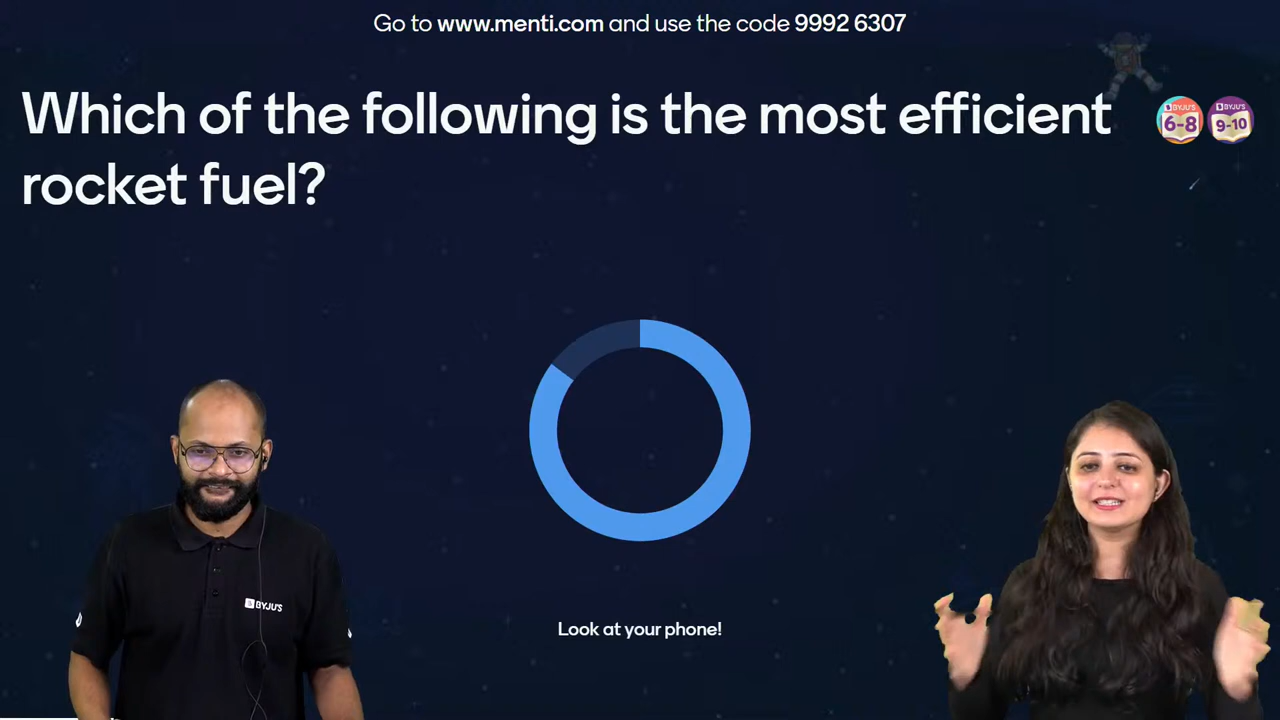 Go to www.menti.com and use the code 9992 6307
Which of the following is the most efficient
rocket fuel?
BYJU'S
6-8
BYJU'S
9-10
BYJU'S
Look at your phone!